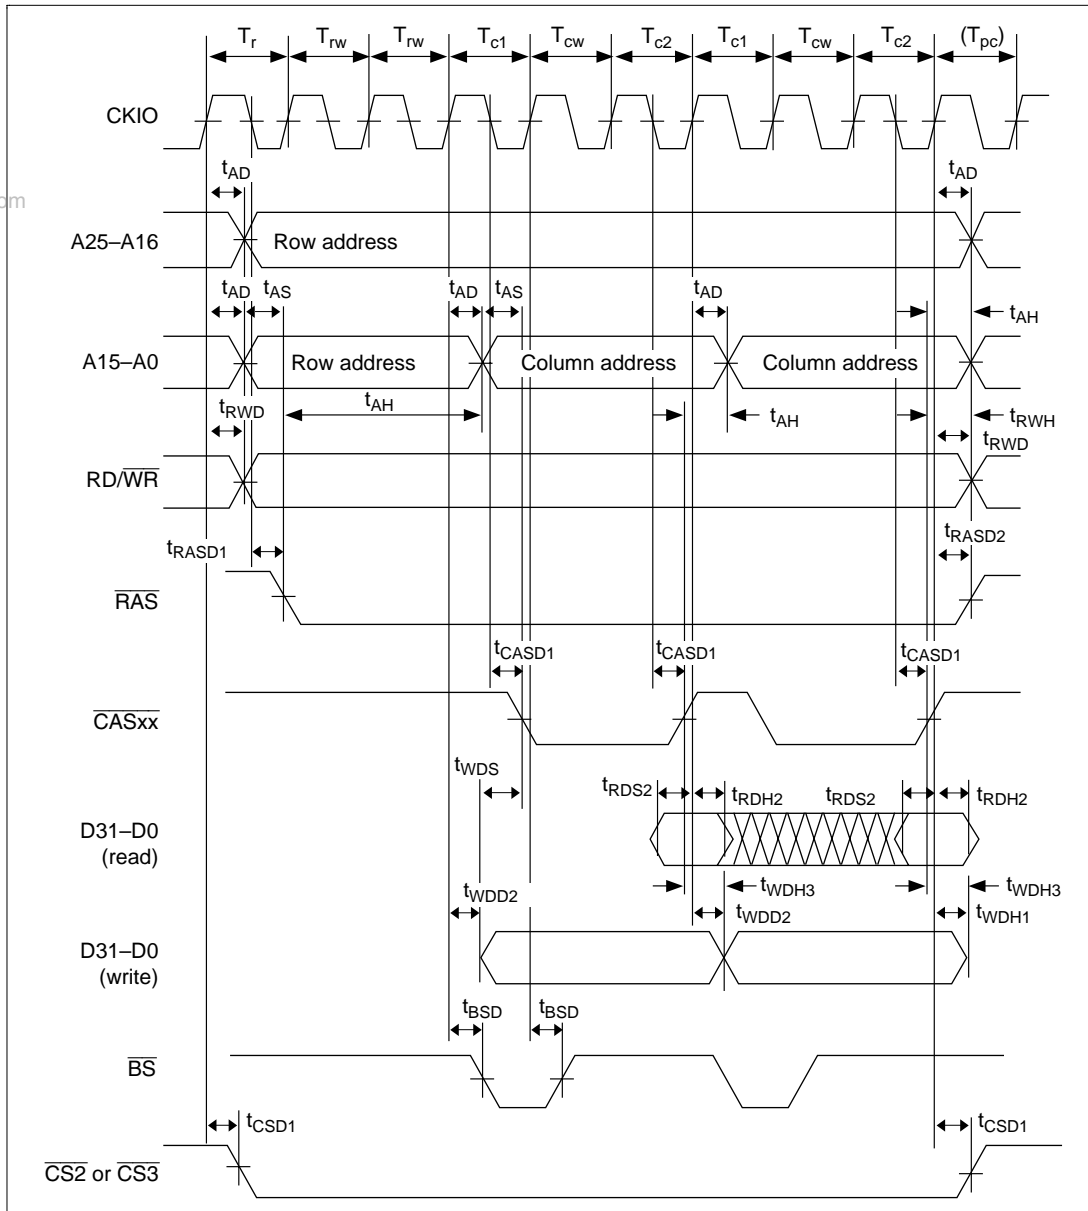 Tr Trw Trw Tc1 Tcw Tc2 Tc1 Tcw Tc2 (Tpc)
CKIO
om
tAD tAD
A25–A16 Row address
tAD tAS tAD tAS tAD tAH
A15–A0 Row address Column address Column address
tRWD tAH tAH tRWH
tRWD
RD/WR
tRASD1 tRASD2
RAS
tCASD1 tCASD1 tCASD1
CASxx
tWDS tRDS2 tRDH2 tRDS2 tRDH2
D31–D0
(read)
tWDH3 tWDH3
tWDD2 tWDD2 tWDH1
D31–D0
(write)
tBSD tBSD
BS
tCSD1 tCSD1
CS2 or CS3